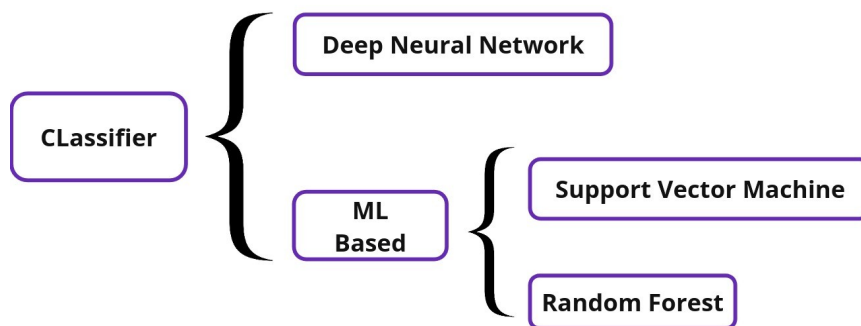 Deep Neural Network
CLassifier
ML
Based
Support Vector Machine
Random Forest